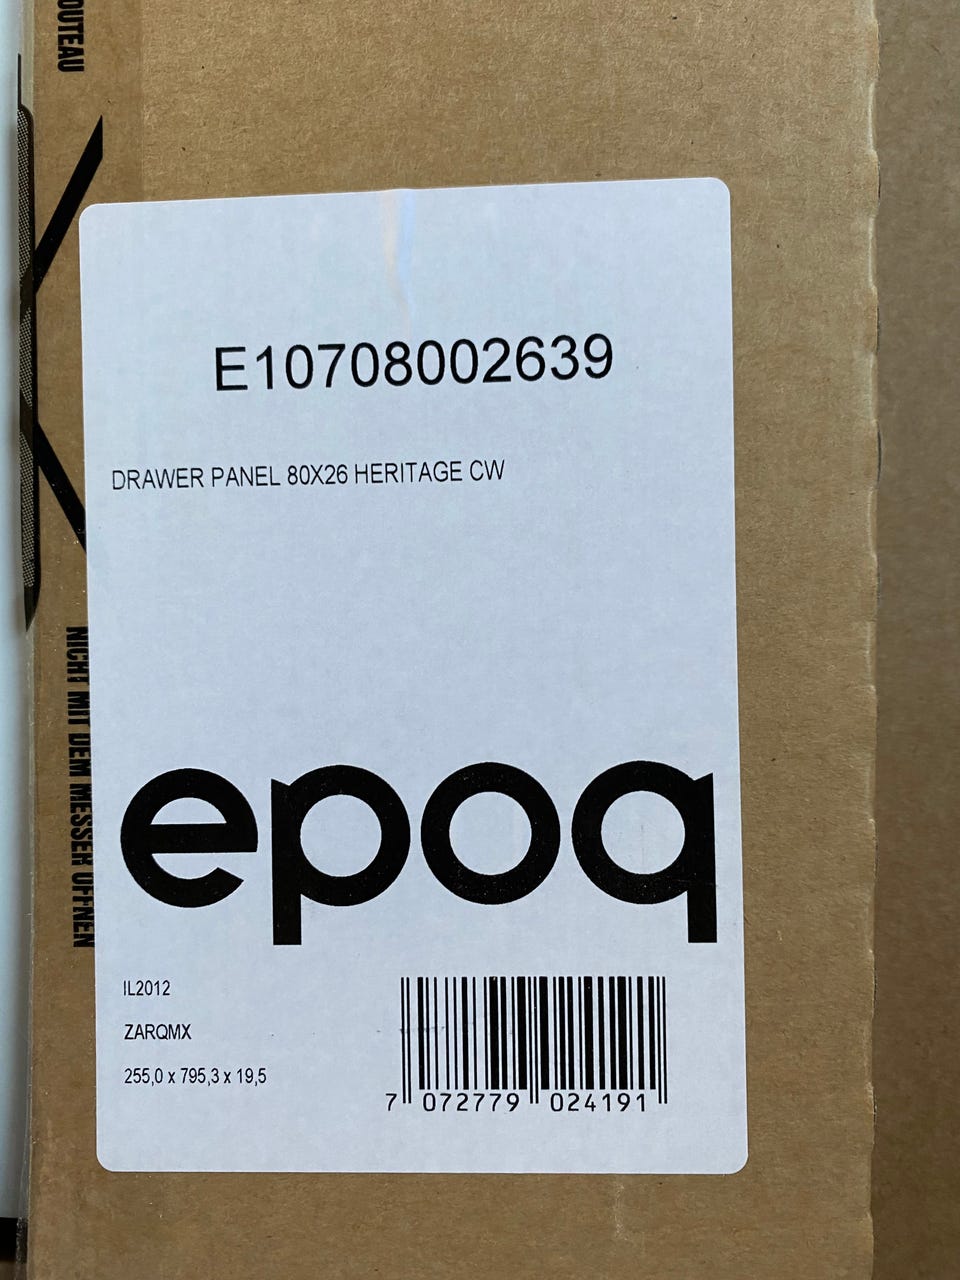 OUTEAU
E10708002639
DRAWER PANEL 80X26 HERITAGE CW
NICHT MIT DEM MESSER ÖFFNEN
epoq
IL2012
ZARQMX
255,0 x 795,3 x 19,5
7 072779 024191